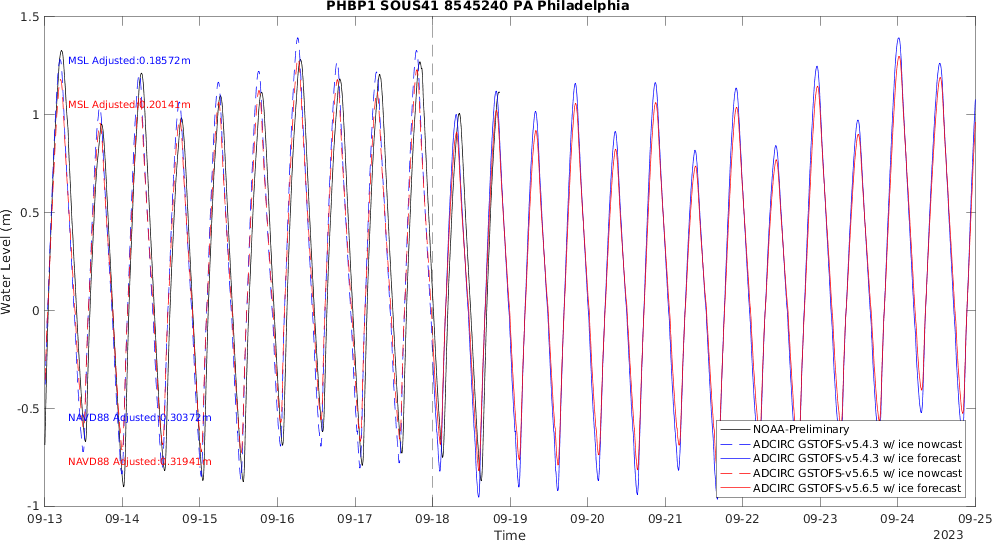 PHBP1 SOUS41 8545240 PA Philadelphia
Water Level (m)
1.5
1
0.5
0
-0.5
-1
MSL Adjusted:0.18572m
MSL Adjusted:0.20141m
NAVD88 Adjusted:0.30372m
NAVD88 Adjusted:0.31941m
NOAA-Preliminary
ADCIRC GSTOFS-v5.4.3 w/ ice nowcast
ADCIRC GSTOFS-v5.4.3 w/ ice forecast
ADCIRC GSTOFS-v5.6.5 w/ ice nowcast
ADCIRC GSTOFS-v5.6.5 w/ ice forecast
09-13 09-14 09-15 09-16 09-17 09-18 09-19 09-20 09-21 09-22 09-23 09-24 09-25
Time
2023